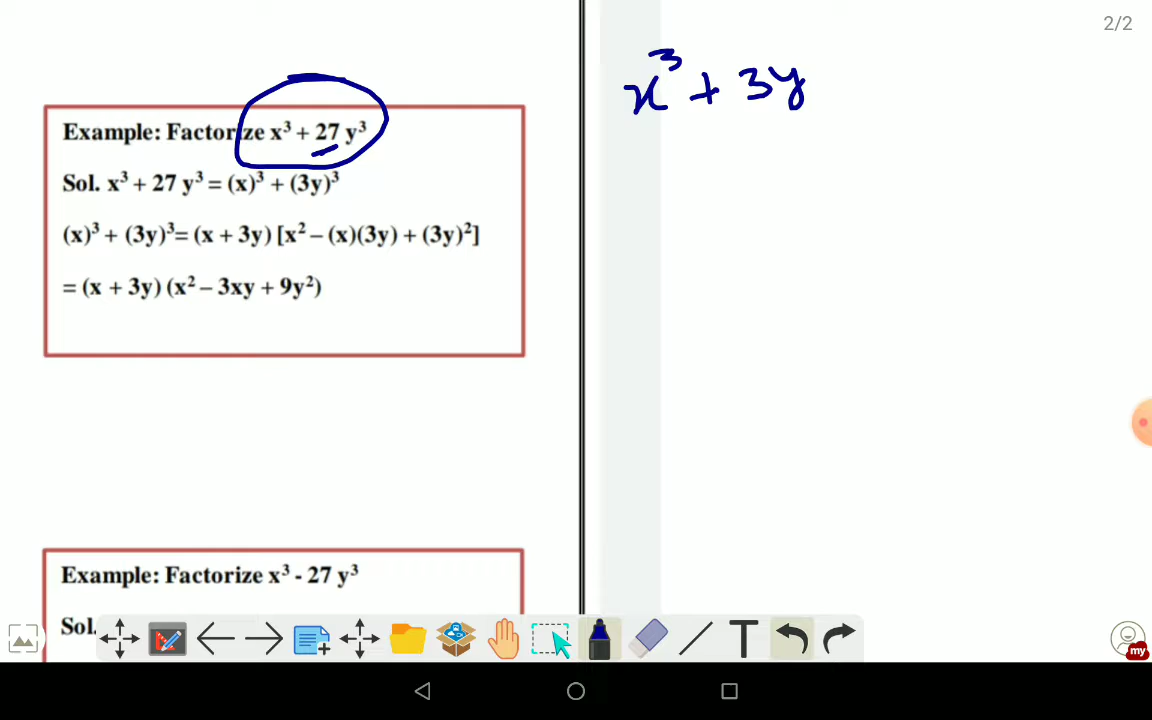 2/2
x³ + 3y
Example: Factorize x³ + 27 y³
Sol. x³ + 27 y³ = (x)³ + (3y)³
(x)³ + (3y)³= (x + 3y) [x² – (x)(3y) + (3y)²]
= (x + 3y) (x² – 3xy + 9y²)
Example: Factorize x³ - 27 y³
Sol.
T
my